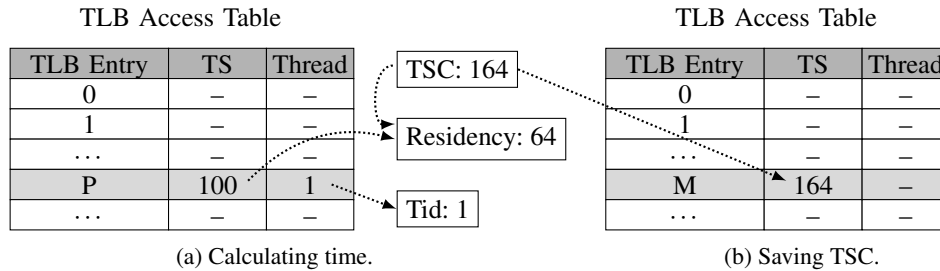 TLB Access Table
TLB Entry TS Thread
0 – –
1 – –
... – –
P 100 1
... – –
(a) Calculating time.
TSC: 164
Residency: 64
Tid: 1
TLB Access Table
TLB Entry TS Thread
0 – –
1 – –
... – –
M 164 –
... – –
(b) Saving TSC.